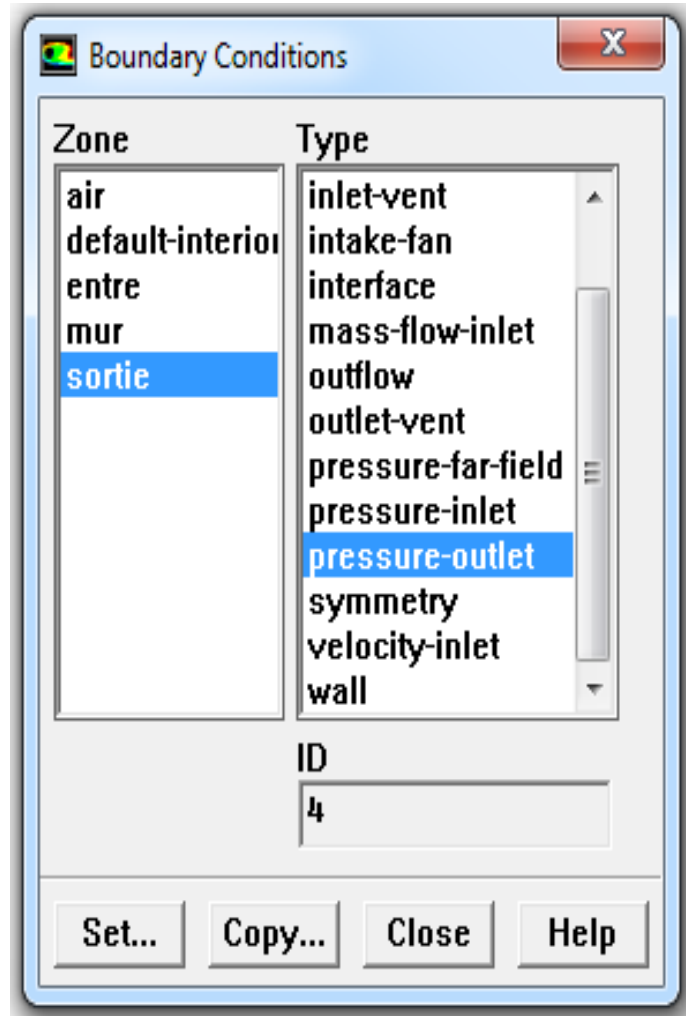 Boundary Conditions
Zone
air
default-interior
entre
mur
sortie
Type
inlet-vent
intake-fan
interface
mass-flow-inlet
outflow
outlet-vent
pressure-far-field
pressure-inlet
pressure-outlet
symmetry
velocity-inlet
wall
ID
4
Set... Copy... Close Help